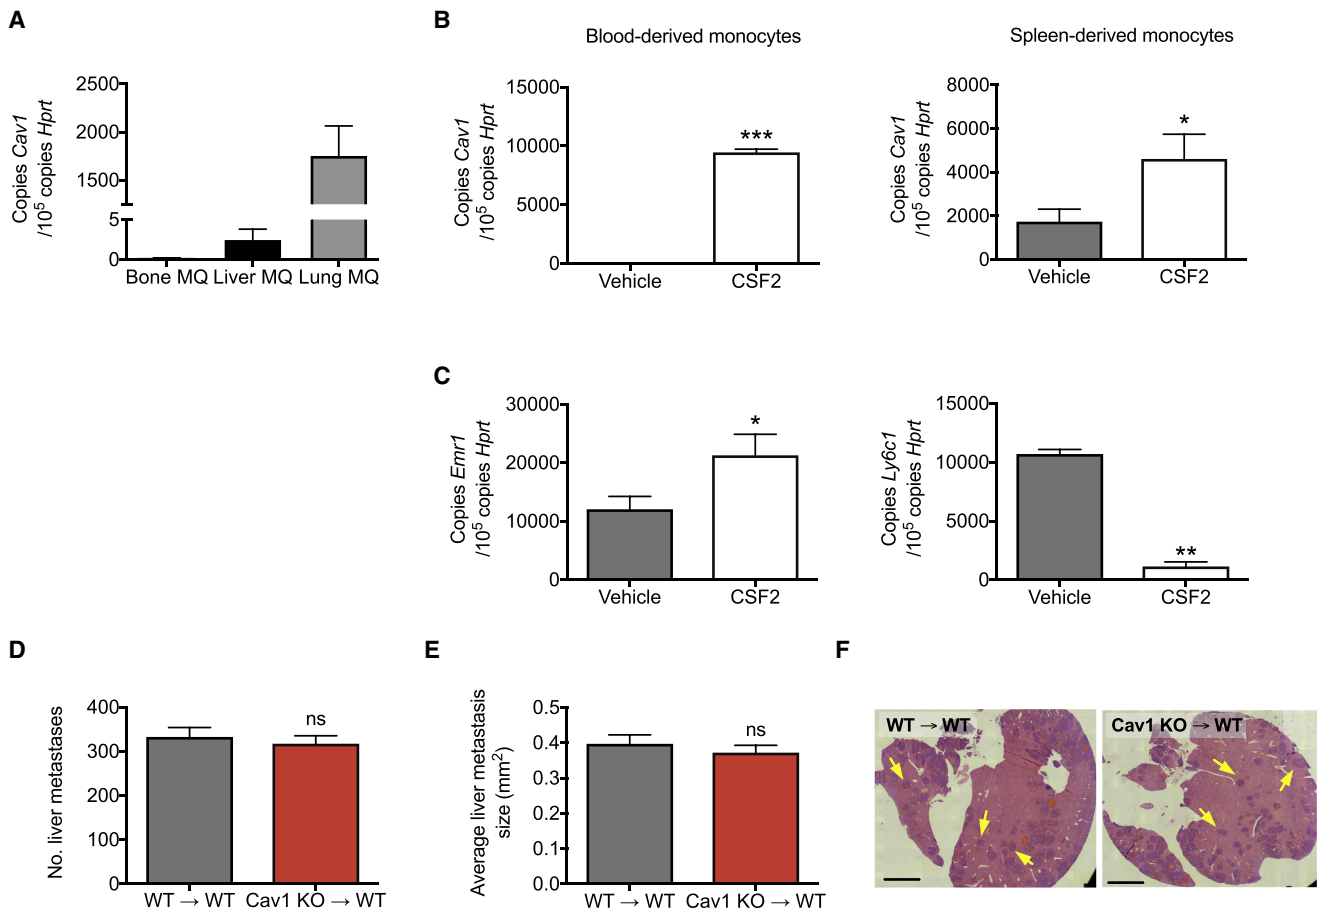 A
Copies Cav1
/10⁵ copies Hprt
2500
2000
1500
5
0
Bone MQ Liver MQ Lung MQ
B
Blood-derived monocytes
Copies Cav1
/10⁵ copies Hprt
15000
10000
5000
0
***
Vehicle CSF2
Spleen-derived monocytes
Copies Cav1
/10⁵ copies Hprt
8000
6000
4000
2000
0
*
Vehicle CSF2
C
Copies Emr1
/10⁵ copies Hprt
30000
20000
10000
0
*
Vehicle CSF2
Copies Ly6c1
/10⁵ copies Hprt
15000
10000
5000
0
**
Vehicle CSF2
D
No. liver metastases
400
300
200
100
0
ns
WT → WT Cav1 KO → WT
E
Average liver metastasis
size (mm²)
0.5
0.4
0.3
0.2
0.1
0.0
ns
WT → WT Cav1 KO → WT
F
WT → WT
Cav1 KO → WT